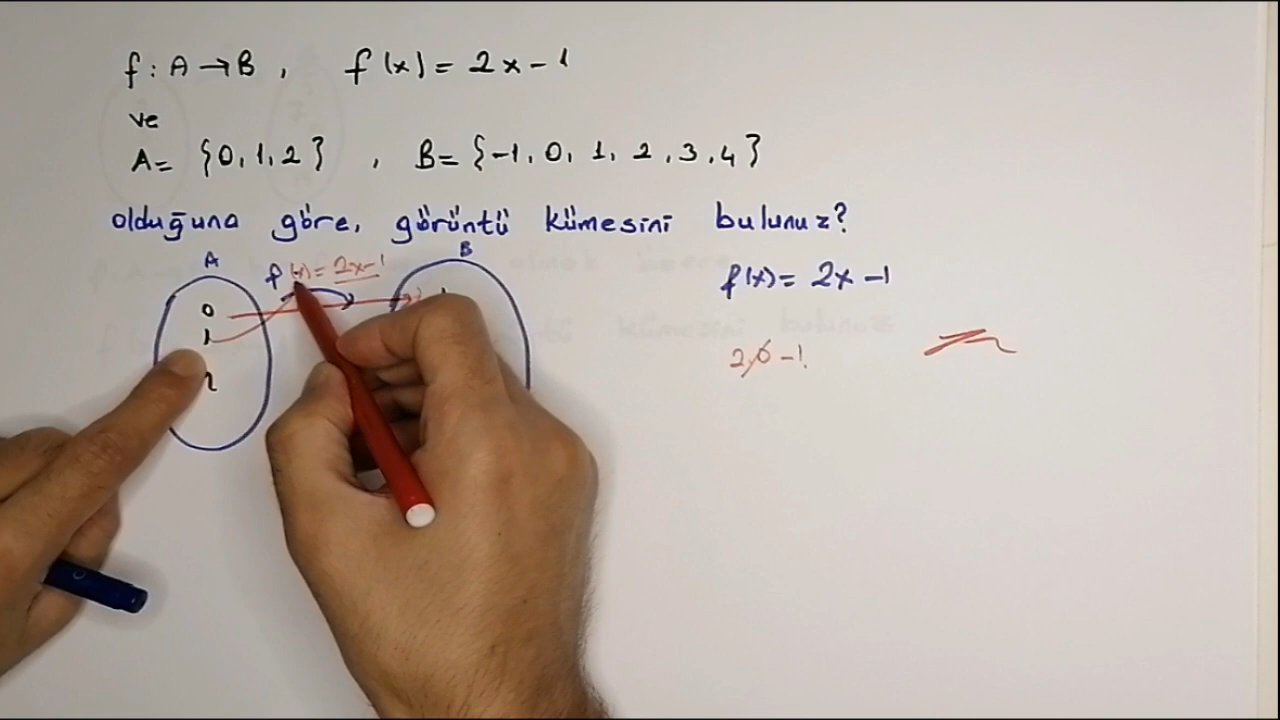 f : A → B , f(x) = 2x - 1
ve
A = {0, 1, 2} , B = {-1, 0, 1, 2, 3, 4}
olduğuna göre, görüntü kümesini bulunuz?
A f(x) = 2x-1 B
f(x) = 2x - 1
0
1
2
2.0 - 1